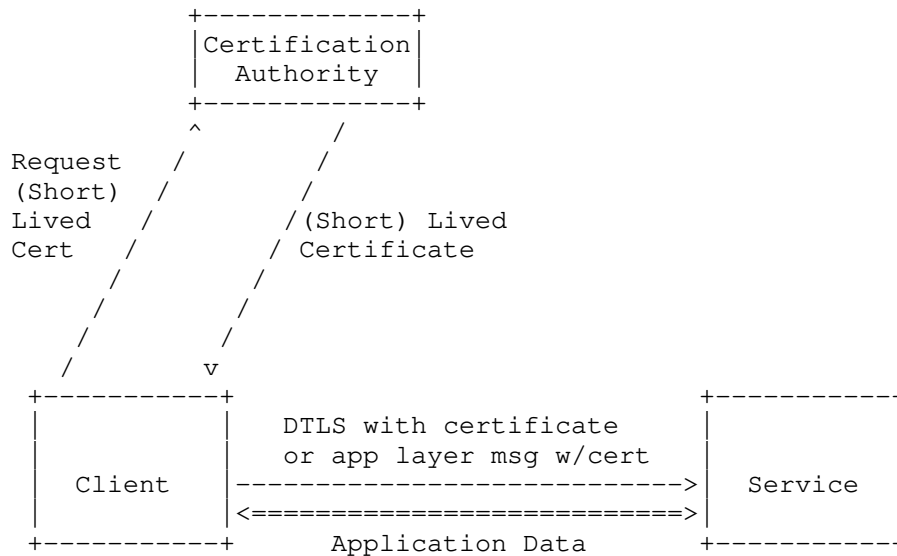 Certification
Authority
Request
(Short)
Lived
Cert
(Short) Lived
Certificate
DTLS with certificate
or app layer msg w/cert
Client
Service
Application Data